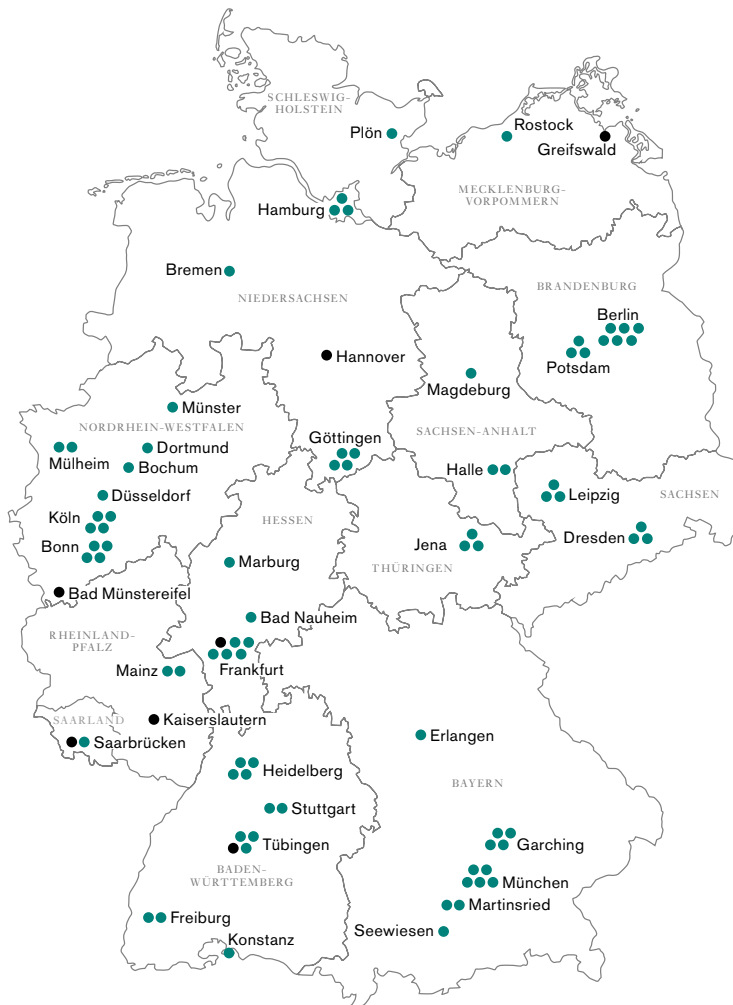 SCHLESWIG-
HOLSTEIN
Plön
Rostock
Greifswald
MECKLENBURG-
VORPOMMERN
Hamburg
Bremen
NIEDERSACHSEN
BRANDENBURG
Berlin
Potsdam
Hannover
Magdeburg
Münster
NORDRHEIN-WESTFALEN
Dortmund
Mülheim
Bochum
Göttingen
SACHSEN-ANHALT
Halle
Düsseldorf
Leipzig
SACHSEN
Köln
HESSEN
Bonn
Jena
Dresden
THÜRINGEN
Marburg
Bad Münstereifel
Bad Nauheim
RHEINLAND-
PFALZ
Mainz
Frankfurt
SAARLAND
Kaiserslautern
Saarbrücken
Erlangen
Heidelberg
BAYERN
Stuttgart
Tübingen
Garching
BADEN-
WÜRTTEMBERG
München
Martinsried
Freiburg
Seewiesen
Konstanz